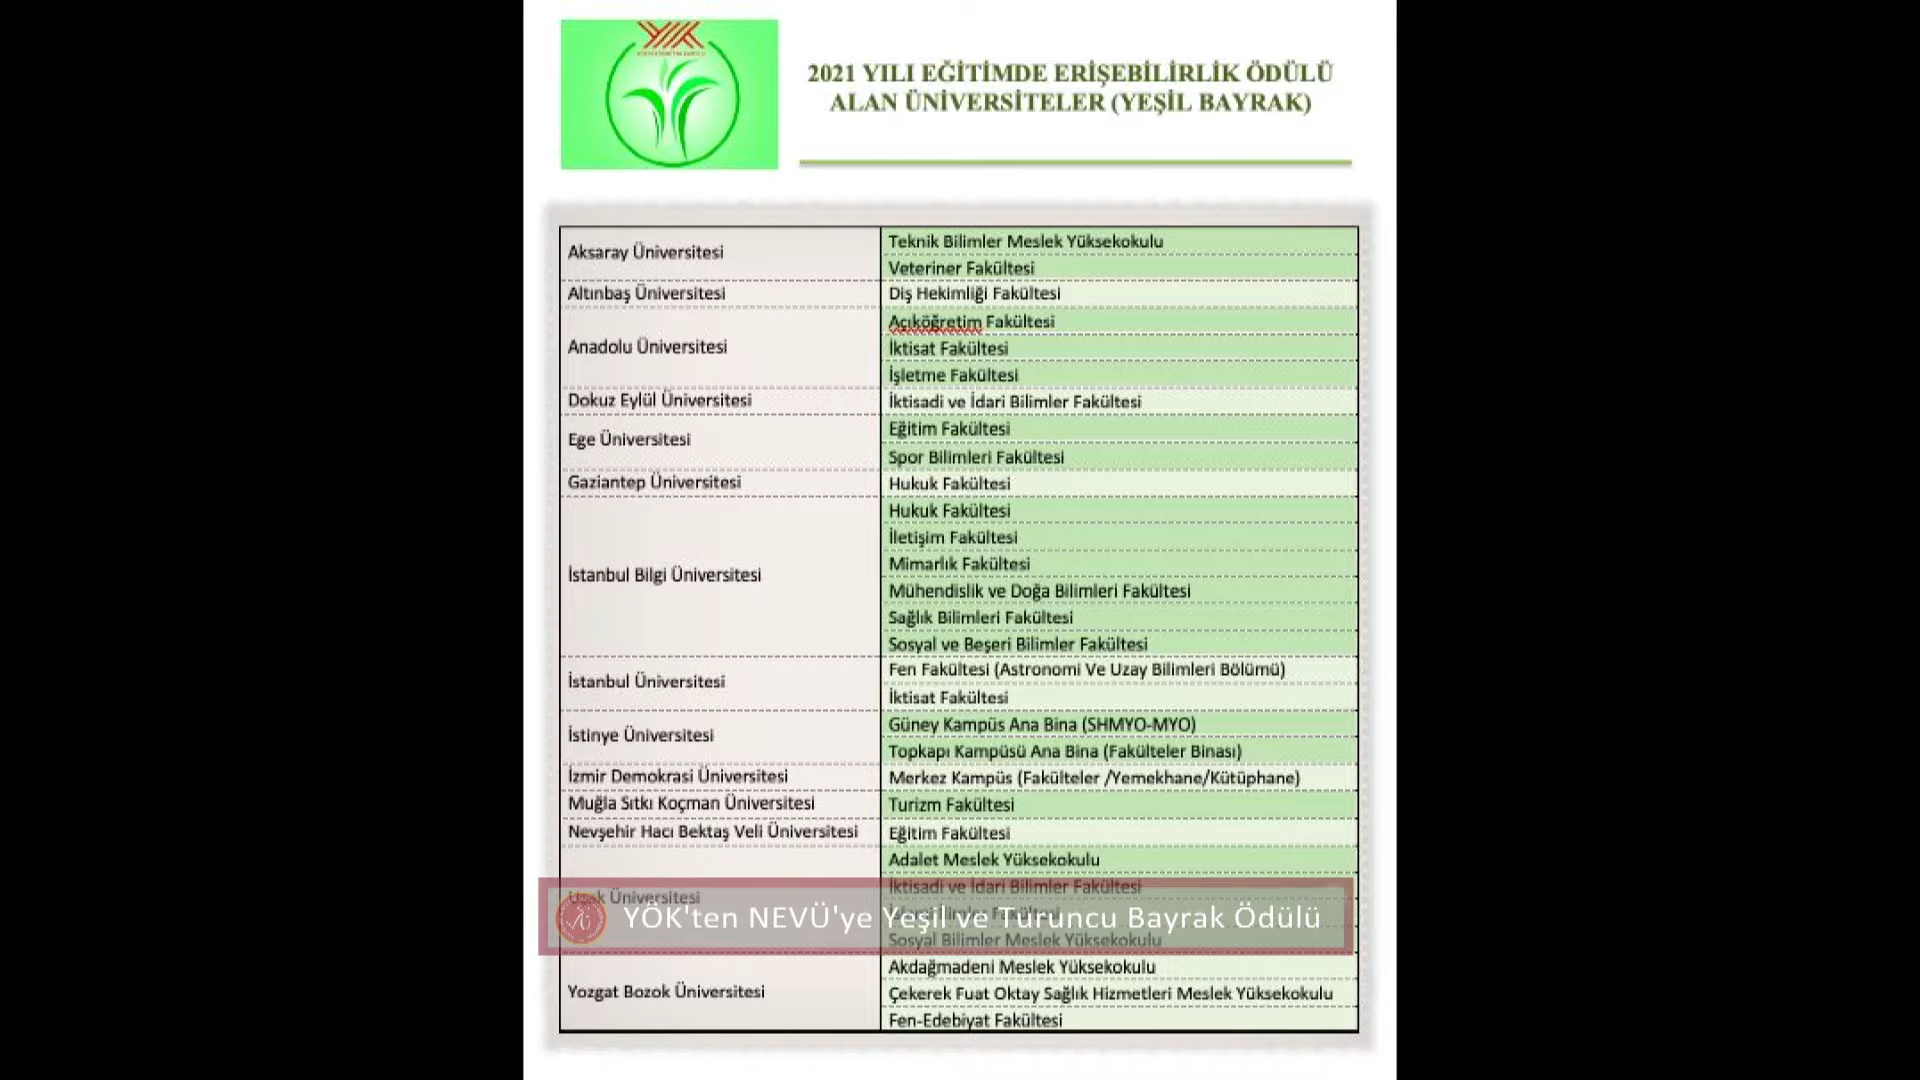 YÖK
2021 YILI EĞİTİMDE ERİŞEBİLİRLİK ÖDÜLÜ
ALAN ÜNİVERSİTELER (YEŞİL BAYRAK)
Aksaray Üniversitesi
Teknik Bilimler Meslek Yüksekokulu
Veteriner Fakültesi
Altınbaş Üniversitesi
Diş Hekimliği Fakültesi
Anadolu Üniversitesi
Açıköğretim Fakültesi
İktisat Fakültesi
İşletme Fakültesi
Dokuz Eylül Üniversitesi
İktisadi ve İdari Bilimler Fakültesi
Ege Üniversitesi
Eğitim Fakültesi
Spor Bilimleri Fakültesi
Gaziantep Üniversitesi
Hukuk Fakültesi
İstanbul Bilgi Üniversitesi
Hukuk Fakültesi
İletişim Fakültesi
Mimarlık Fakültesi
Mühendislik ve Doğa Bilimleri Fakültesi
Sağlık Bilimleri Fakültesi
Sosyal ve Beşeri Bilimler Fakültesi
İstanbul Üniversitesi
Fen Fakültesi (Astronomi Ve Uzay Bilimleri Bölümü)
İktisat Fakültesi
İstinye Üniversitesi
Güney Kampüs Ana Bina (SHMYO-MYO)
Topkapı Kampüsü Ana Bina (Fakülteler Binası)
İzmir Demokrasi Üniversitesi
Merkez Kampüs (Fakülteler /Yemekhane/Kütüphane)
Muğla Sıtkı Koçman Üniversitesi
Turizm Fakültesi
Nevşehir Hacı Bektaş Veli Üniversitesi
Eğitim Fakültesi
Üniversitesi
Adalet Meslek Yüksekokulu
İktisadi ve İdari Bilimler Fakültesi
Sosyal Bilimler Meslek Yüksekokulu
YÖK'ten NEVÜ'ye Yeşil ve Turuncu Bayrak Ödülü
Yozgat Bozok Üniversitesi
Akdağmadeni Meslek Yüksekokulu
Çekerek Fuat Oktay Sağlık Hizmetleri Meslek Yüksekokulu
Fen-Edebiyat Fakültesi